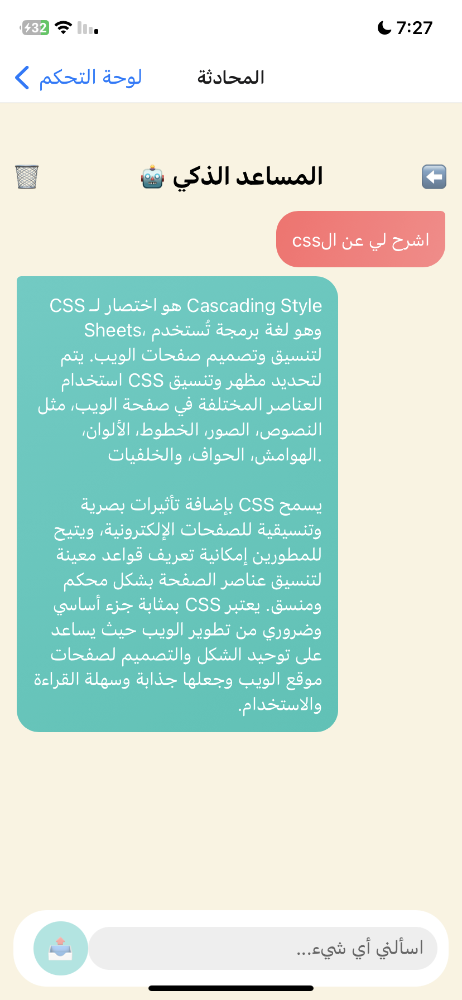 7:27
32
المحادثة
لوحة التحكم
المساعد الذكي
اشرح لي عن الcss
CSS هو اختصار لـ Cascading Style
Sheets، وهو لغة برمجة تُستخدم
لتنسيق وتصميم صفحات الويب. يتم
استخدام CSS لتحديد مظهر وتنسيق
العناصر المختلفة في صفحة الويب، مثل
النصوص، الصور، الخطوط، الألوان،
الهوامش، الحواف، والخلفيات.
يسمح CSS بإضافة تأثيرات بصرية
وتنسيقية للصفحات الإلكترونية، ويتيح
للمطورين إمكانية تعريف قواعد معينة
لتنسيق عناصر الصفحة بشكل محكم
ومنسق. يعتبر CSS بمثابة جزء أساسي
وضروري من تطوير الويب حيث يساعد
على توحيد الشكل والتصميم لصفحات
موقع الويب وجعلها جذابة وسهلة القراءة
والاستخدام.
اسألني أي شيء...